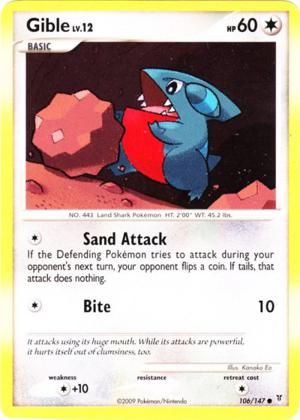 Gible LV.12 HP 60
BASIC
NO. 443 Land Shark Pokémon HT: 2'00" WT: 45.2 lbs.
Sand Attack
If the Defending Pokémon tries to attack during your
opponent's next turn, your opponent flips a coin. If tails, that
attack does nothing.
Bite 10
It attacks using its huge mouth. While its attacks are powerful,
it hurts itself out of clumsiness, too.
Illus. Kanako Eo
weakness resistance retreat cost
+10
©2009 Pokémon/Nintendo 106/147